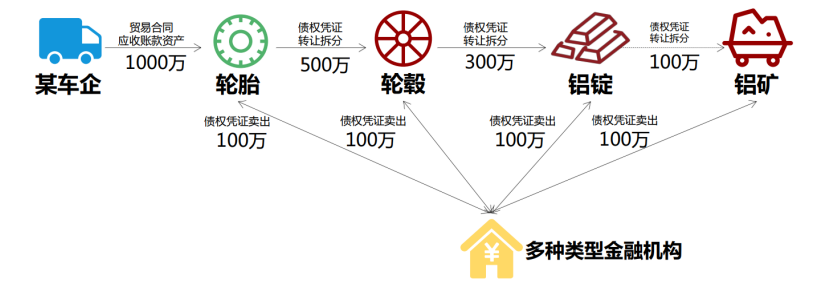 贸易合同
应收账款资产
1000万
债权凭证
转让拆分
500万
债权凭证
转让拆分
300万
债权凭证
转让拆分
100万
某车企
轮胎
轮毂
铝锭
铝矿
债权凭证卖出
100万
债权凭证卖出
100万
债权凭证卖出
100万
债权凭证卖出
100万
¥
多种类型金融机构